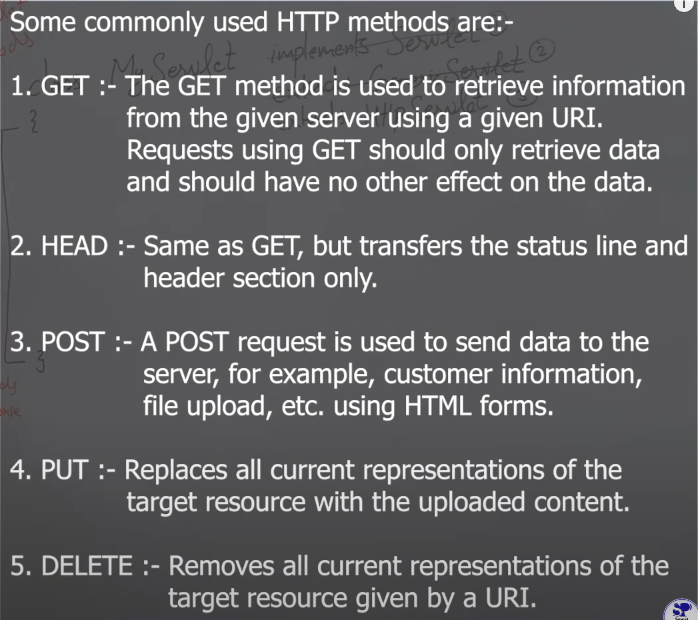 Some commonly used HTTP methods are:-
1. GET :- The GET method is used to retrieve information
from the given server using a given URI.
Requests using GET should only retrieve data
and should have no other effect on the data.
2. HEAD :- Same as GET, but transfers the status line and
header section only.
3. POST :- A POST request is used to send data to the
server, for example, customer information,
file upload, etc. using HTML forms.
4. PUT :- Replaces all current representations of the
target resource with the uploaded content.
5. DELETE :- Removes all current representations of the
target resource given by a URI.
MyServlet implements Servlet
SP